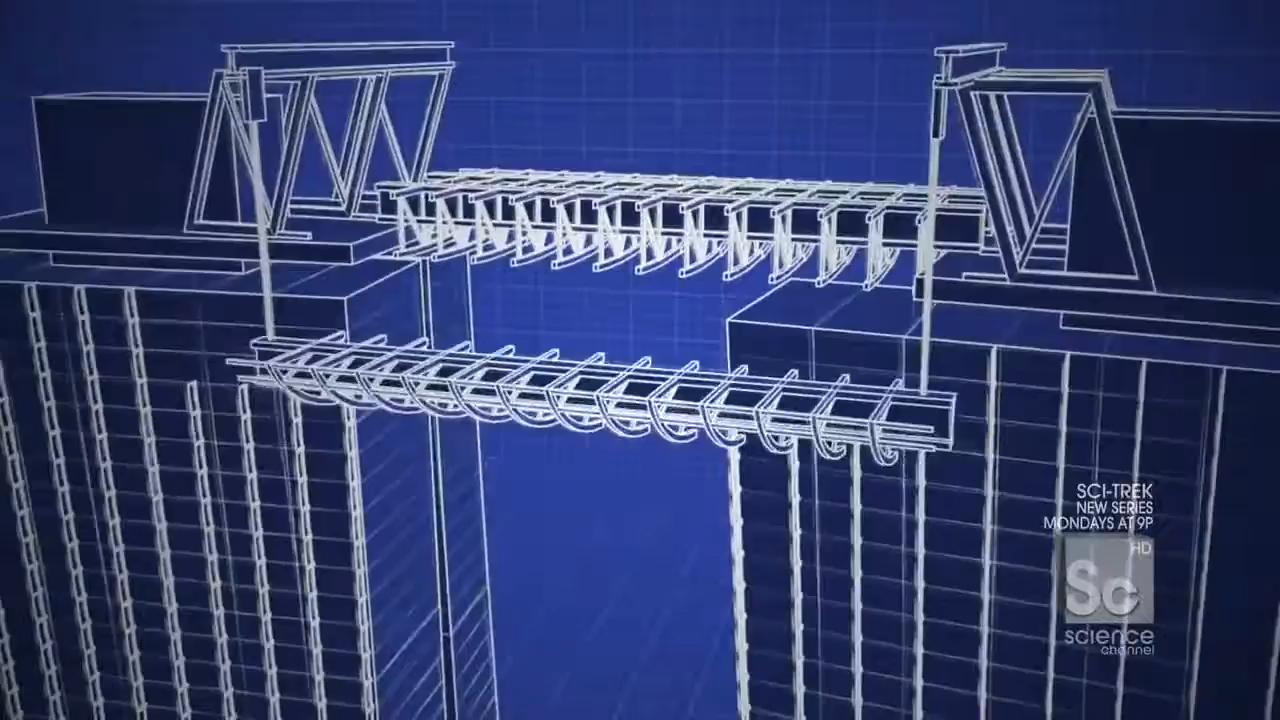 SCI-TREK
NEW SERIES
MONDAYS AT 9P
HD
Sc
science
channel